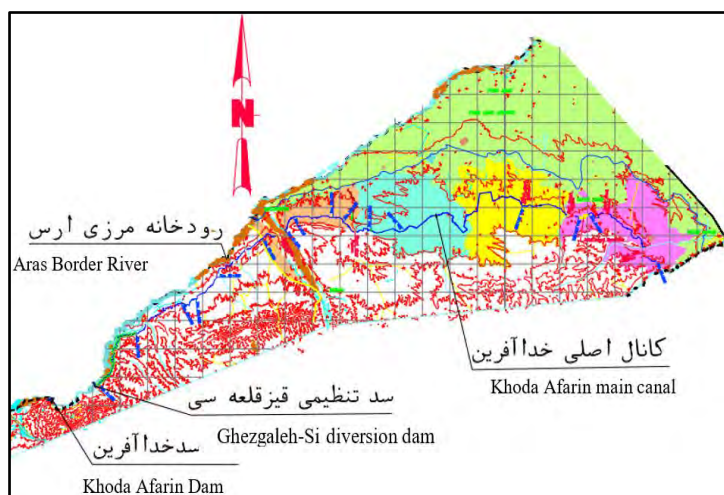 N
رودخانه مرزی ارس
Aras Border River
کانال اصلی خداآفرین
Khoda Afarin main canal
سد تنظیمی قیزقلعه سی
Ghezgaleh-Si diversion dam
سدخداآفرین
Khoda Afarin Dam